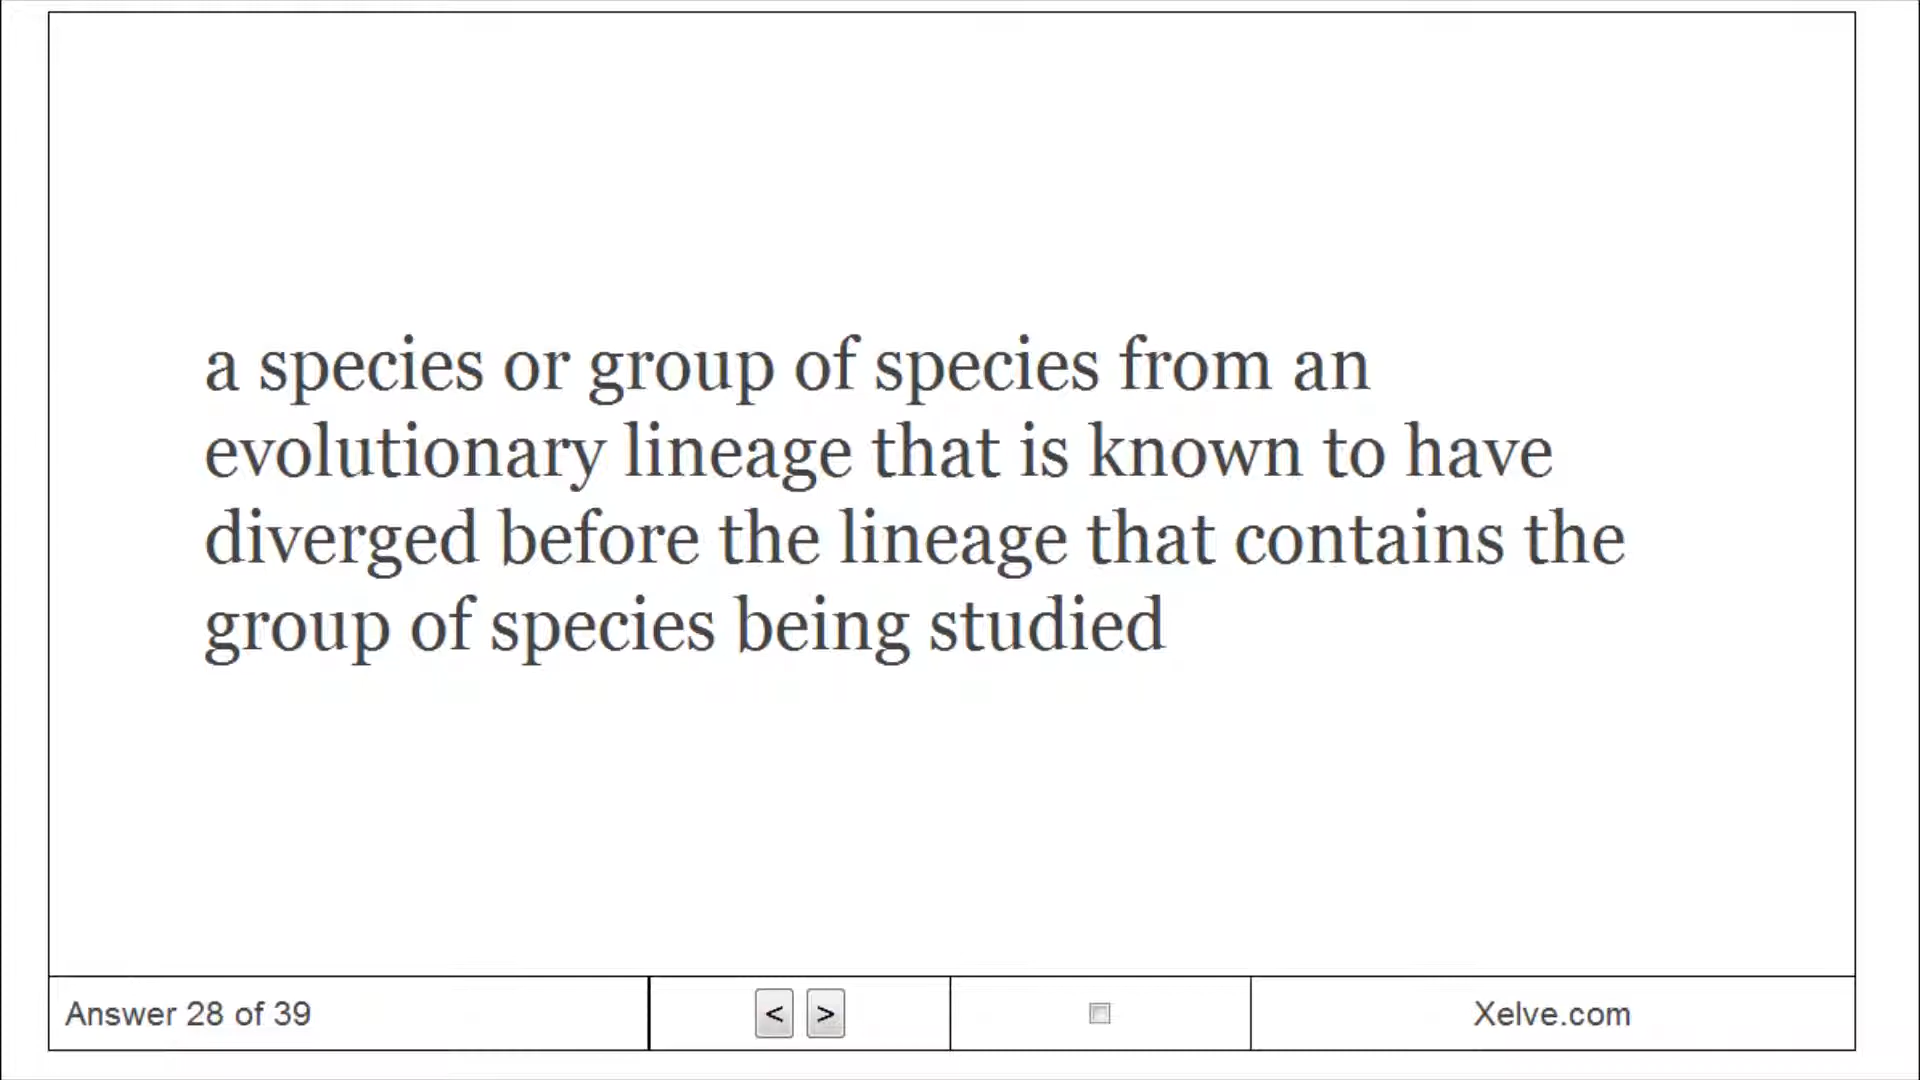 a species or group of species from an
evolutionary lineage that is known to have
diverged before the lineage that contains the
group of species being studied
Answer 28 of 39
< >
Xelve.com